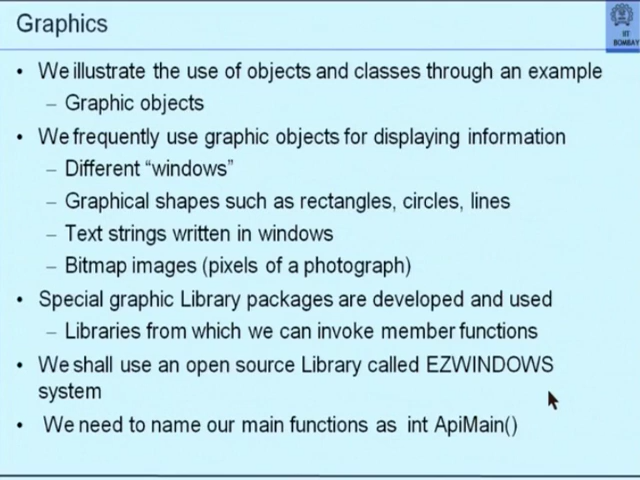 Graphics
IIT
BOMBAY
• We illustrate the use of objects and classes through an example
– Graphic objects
• We frequently use graphic objects for displaying information
– Different “windows”
– Graphical shapes such as rectangles, circles, lines
– Text strings written in windows
– Bitmap images (pixels of a photograph)
• Special graphic Library packages are developed and used
– Libraries from which we can invoke member functions
• We shall use an open source Library called EZWINDOWS
system
• We need to name our main functions as int ApiMain()